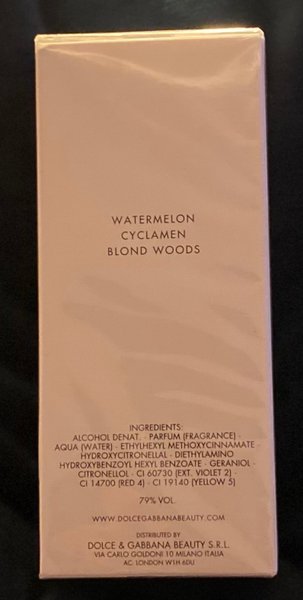 WATERMELON
CYCLAMEN
BLOND WOODS
INGREDIENTS:
ALCOHOL DENAT. · PARFUM (FRAGRANCE) ·
AQUA (WATER) · ETHYLHEXYL METHOXYCINNAMATE ·
HYDROXYCITRONELLAL · DIETHYLAMINO
HYDROXYBENZOYL HEXYL BENZOATE · GERANIOL ·
CITRONELLOL · CI 60730 (EXT. VIOLET 2) ·
CI 14700 (RED 4) · CI 19140 (YELLOW 5)
79% VOL.
WWW.DOLCEGABBANABEAUTY.COM
DISTRIBUTED BY
DOLCE & GABBANA BEAUTY S.R.L.
VIA CARLO GOLDONI 10 MILANO ITALIA
AC. LONDON W1H 6DU